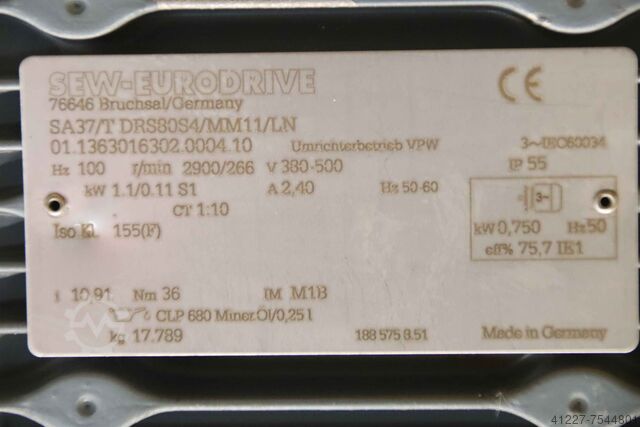 SEW-EURODRIVE
76646 Bruchsal/Germany
SA37/T DRS80S4/MM11/LN
01.1363016302.0004.10 Umrichterbetrieb VPW 3~IEC60034
Hz 100 r/min 2900/266 V 380-500 IP 55
kW 1.1/0.11 S1 A 2,40 Hz 50-60
CT 1:10
3~
Iso Kl. 155(F)
kW 0,750 Hz 50
eff% 75,7 IE1
i 10,91 Nm 36 IM M1B
CLP 680 Miner.Öl/0,25 l
kg 17.789 188 575 6.51 Made in Germany
CE
41227-7544801